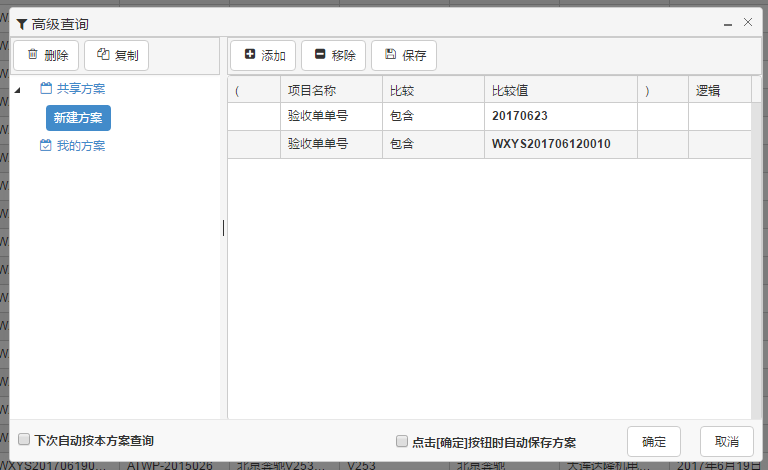 高级查询
删除 复制 添加 移除 保存
共享方案
新建方案
我的方案
( 项目名称 比较 比较值 ) 逻辑
验收单单号 包含 20170623
验收单单号 包含 WXYS201706120010
下次自动按本方案查询 点击[确定]按钮时自动保存方案 确定 取消